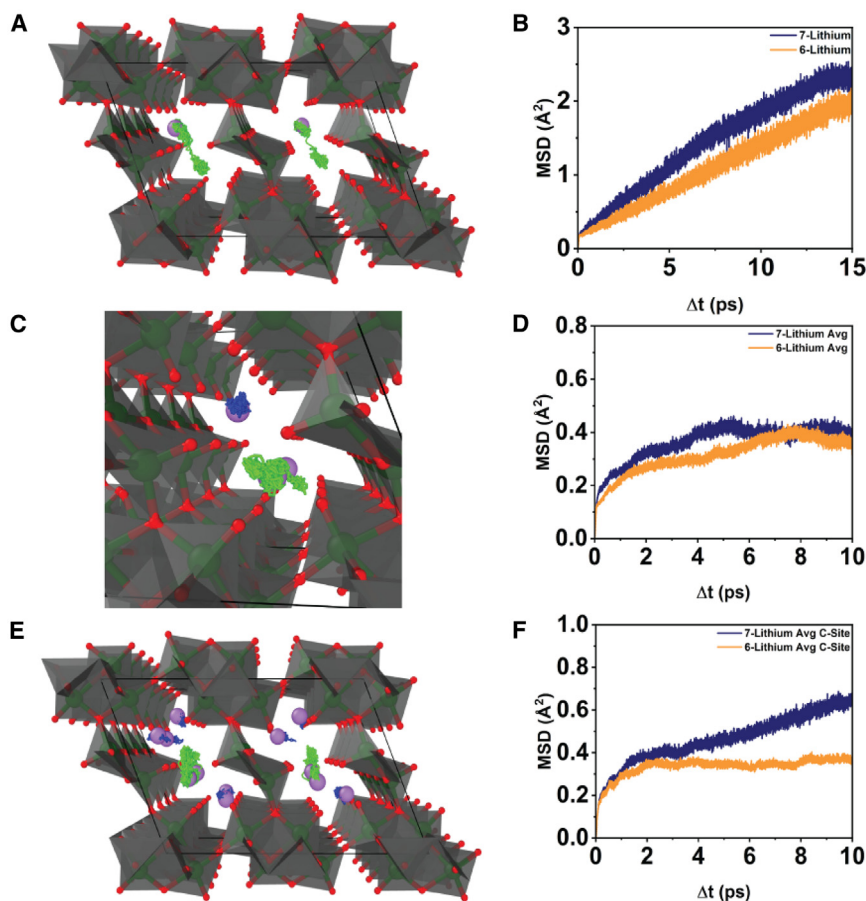 A
B
7-Lithium
6-Lithium
MSD (Å²)
3
2
1
0
0
5
10
15
Δt (ps)
C
D
7-Lithium Avg
6-Lithium Avg
MSD (Å²)
0.8
0.6
0.4
0.2
0.0
0
2
4
6
8
10
Δt (ps)
E
F
7-Lithium Avg C-Site
6-Lithium Avg C-Site
MSD (Å²)
1.0
0.8
0.6
0.4
0.2
0.0
0
2
4
6
8
10
Δt (ps)